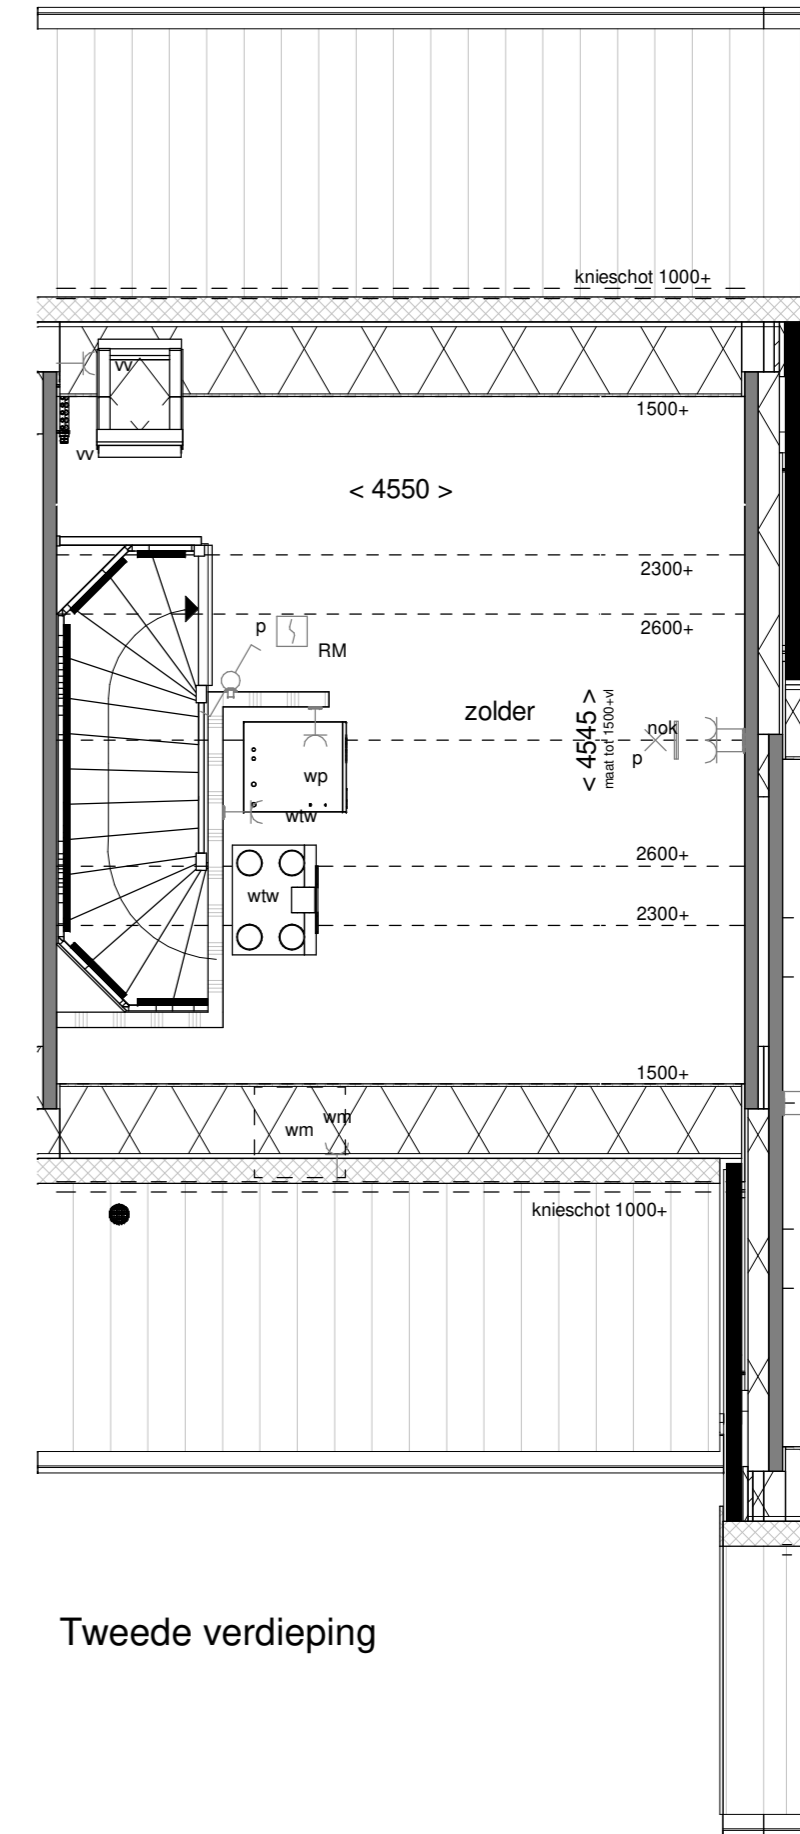 knieschot 1000+
vv
1500+
vv
< 4550 >
2300+
2600+
p
RM
zolder
< 4545 >
maat tot 1500+vl
nok
p
wp
wtw
2600+
wtw
2300+
1500+
wm
wm
knieschot 1000+
Tweede verdieping